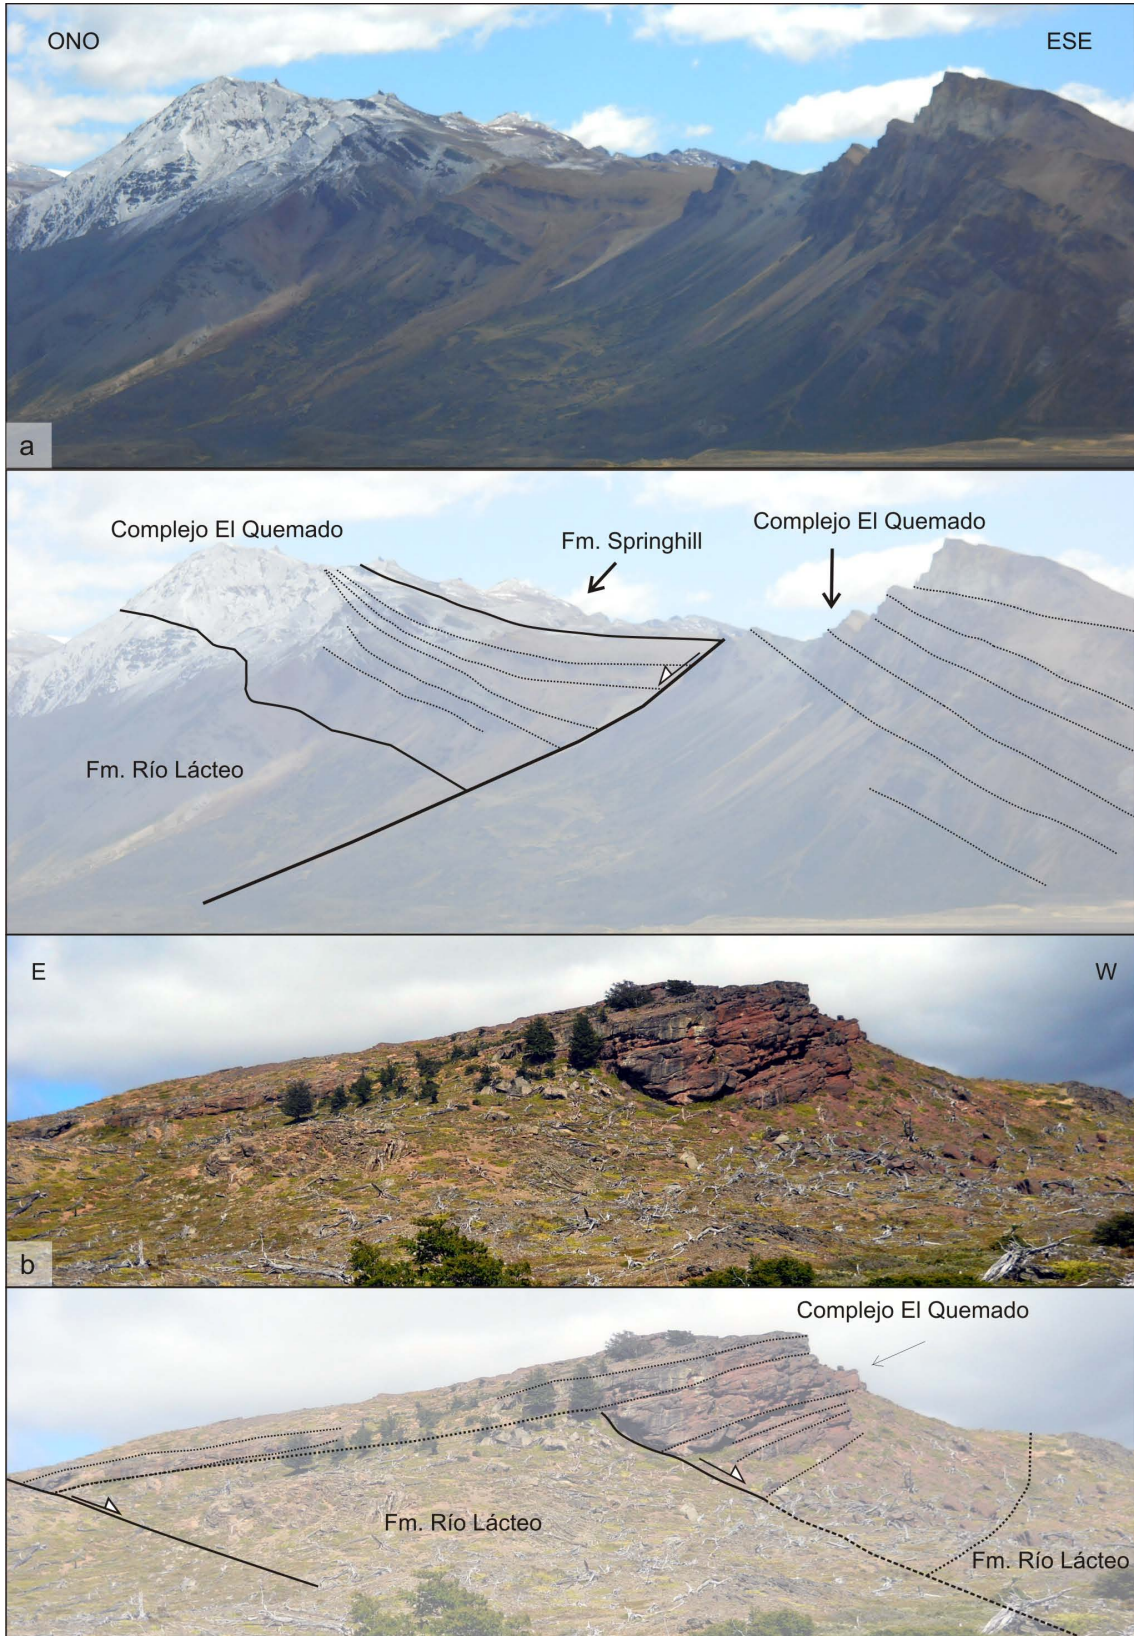 ONO
ESE
a
Complejo El Quemado
Complejo El Quemado
Fm. Springhill
Fm. Río Lácteo
E
W
b
Complejo El Quemado
Fm. Río Lácteo
Fm. Río Lácteo